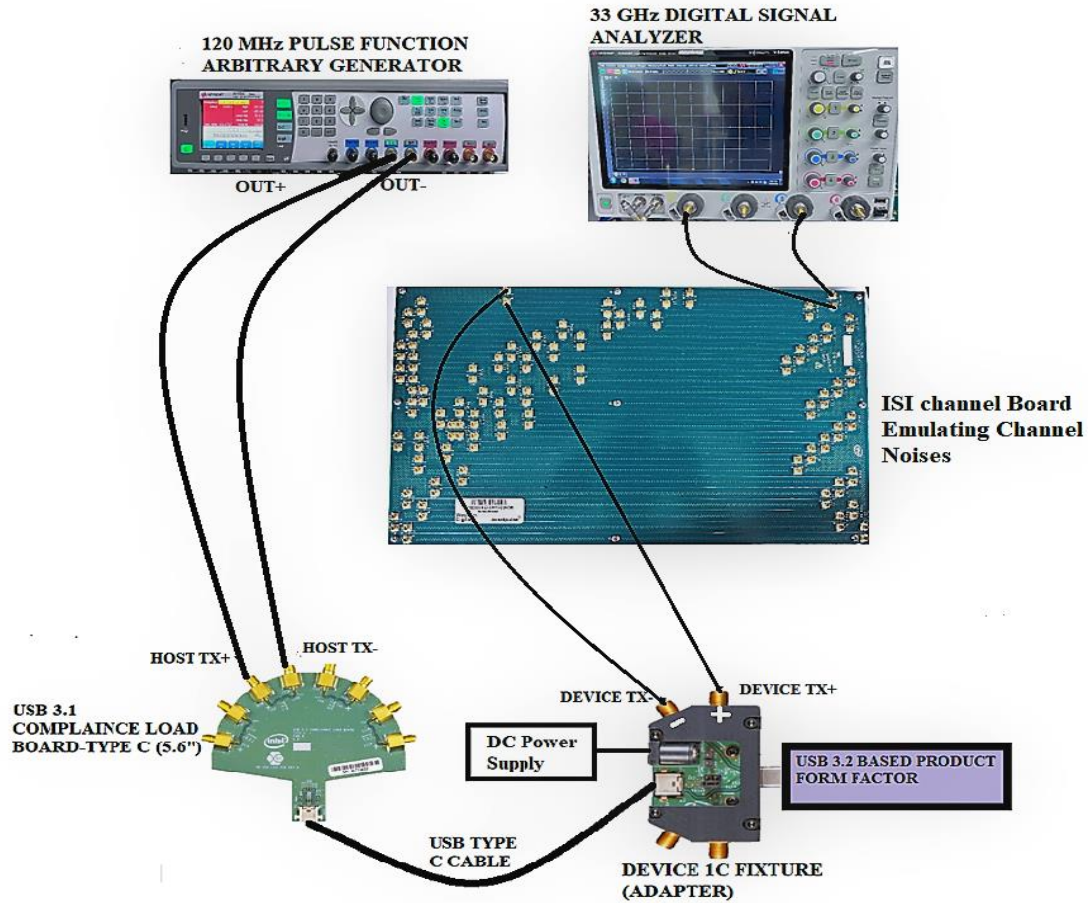 33 GHz DIGITAL SIGNAL
ANALYZER
120 MHz PULSE FUNCTION
ARBITRARY GENERATOR
OUT+
OUT-
ISI channel Board
Emulating Channel
Noises
HOST TX+
HOST TX-
USB 3.1
COMPLAINCE LOAD
BOARD-TYPE C (5.6")
intel
DEVICE TX-
DEVICE TX+
DC Power
Supply
USB 3.2 BASED PRODUCT
FORM FACTOR
USB TYPE
C CABLE
DEVICE 1C FIXTURE
(ADAPTER)